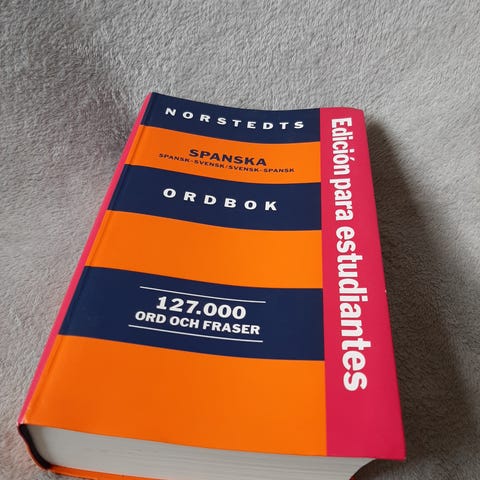 NORSTEDTS
SPANSKA
SPANSK-SVENSK/SVENSK-SPANSK
ORDBOK
127.000
ORD OCH FRASER
Edición para estudiantes